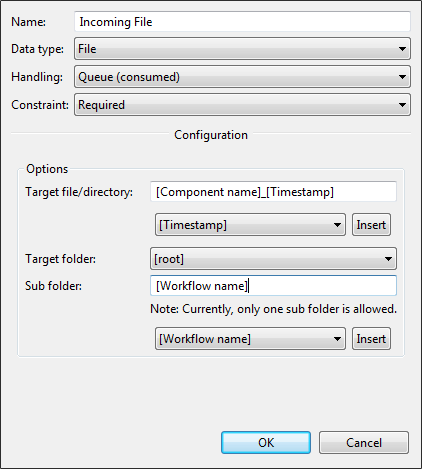 Name: Incoming File
Data type: File
Handling: Queue (consumed)
Constraint: Required
Configuration
Options
Target file/directory: [Component name]_[Timestamp]
[Timestamp] Insert
Target folder: [root]
Sub folder: [Workflow name]
Note: Currently, only one sub folder is allowed.
[Workflow name] Insert
OK Cancel